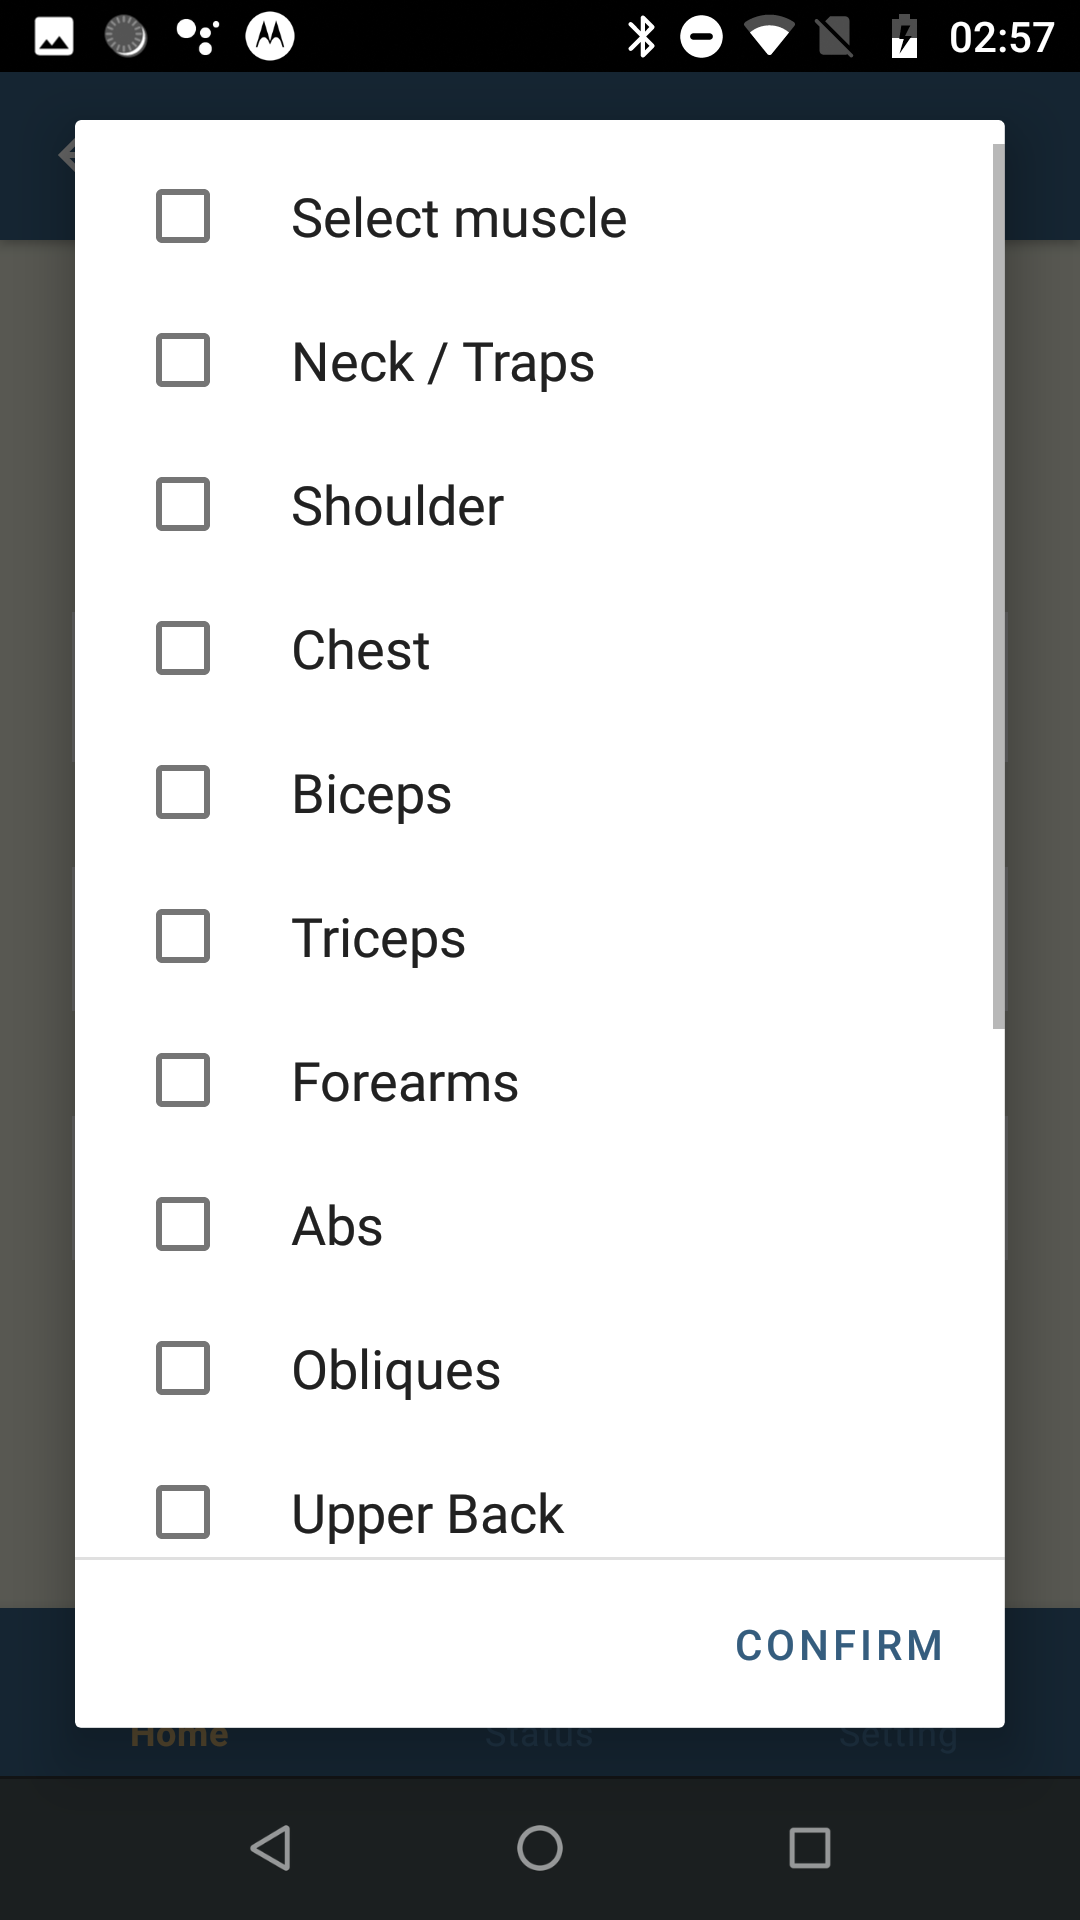 02:57
Select muscle
Neck / Traps
Shoulder
Chest
Biceps
Triceps
Forearms
Abs
Obliques
Upper Back
CONFIRM
Home Status Setting